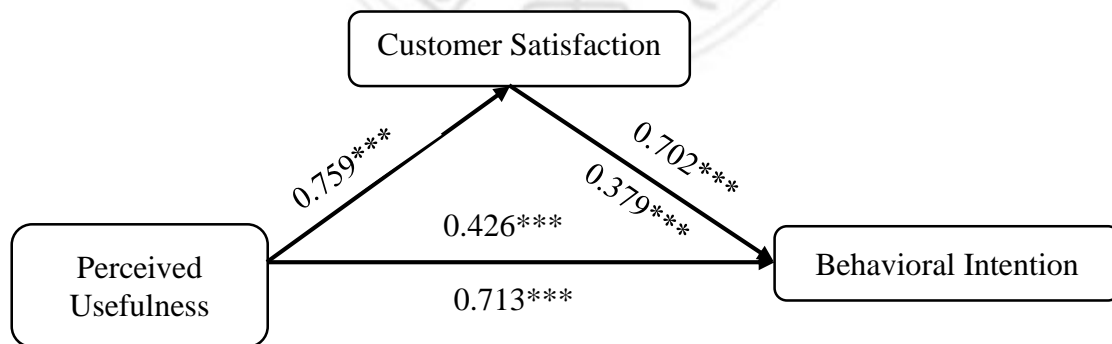 Customer Satisfaction
0.759***
0.702***
0.379***
0.426***
Perceived
Usefulness
Behavioral Intention
0.713***